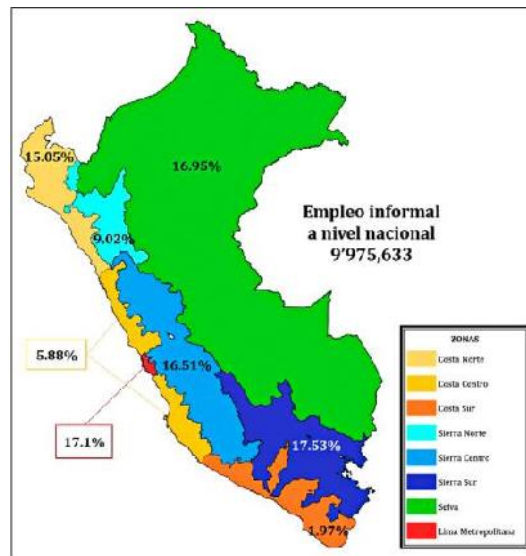 15.05%
16.95%
Empleo informal
a nivel nacional
9'975,633
9.02%
5.88%
16.51%
17.1%
17.53%
1.97%
ZONAS
Costa Norte
Costa Centro
Costa Sur
Sierra Norte
Sierra Centro
Sierra Sur
Selva
Lima Metropolitana